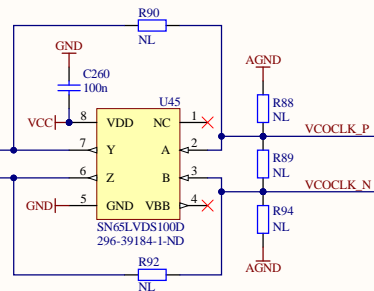 R90
NL
GND
AGND
C260
100n
U45
R88
NL
VCC
8
VDD
NC
1
VCOCLK_P
7
Y
A
2
R89
NL
6
Z
B
3
VCOCLK_N
GND
5
GND
VBB
4
R94
NL
SN65LVDS100D
296-39184-1-ND
R92
NL
AGND